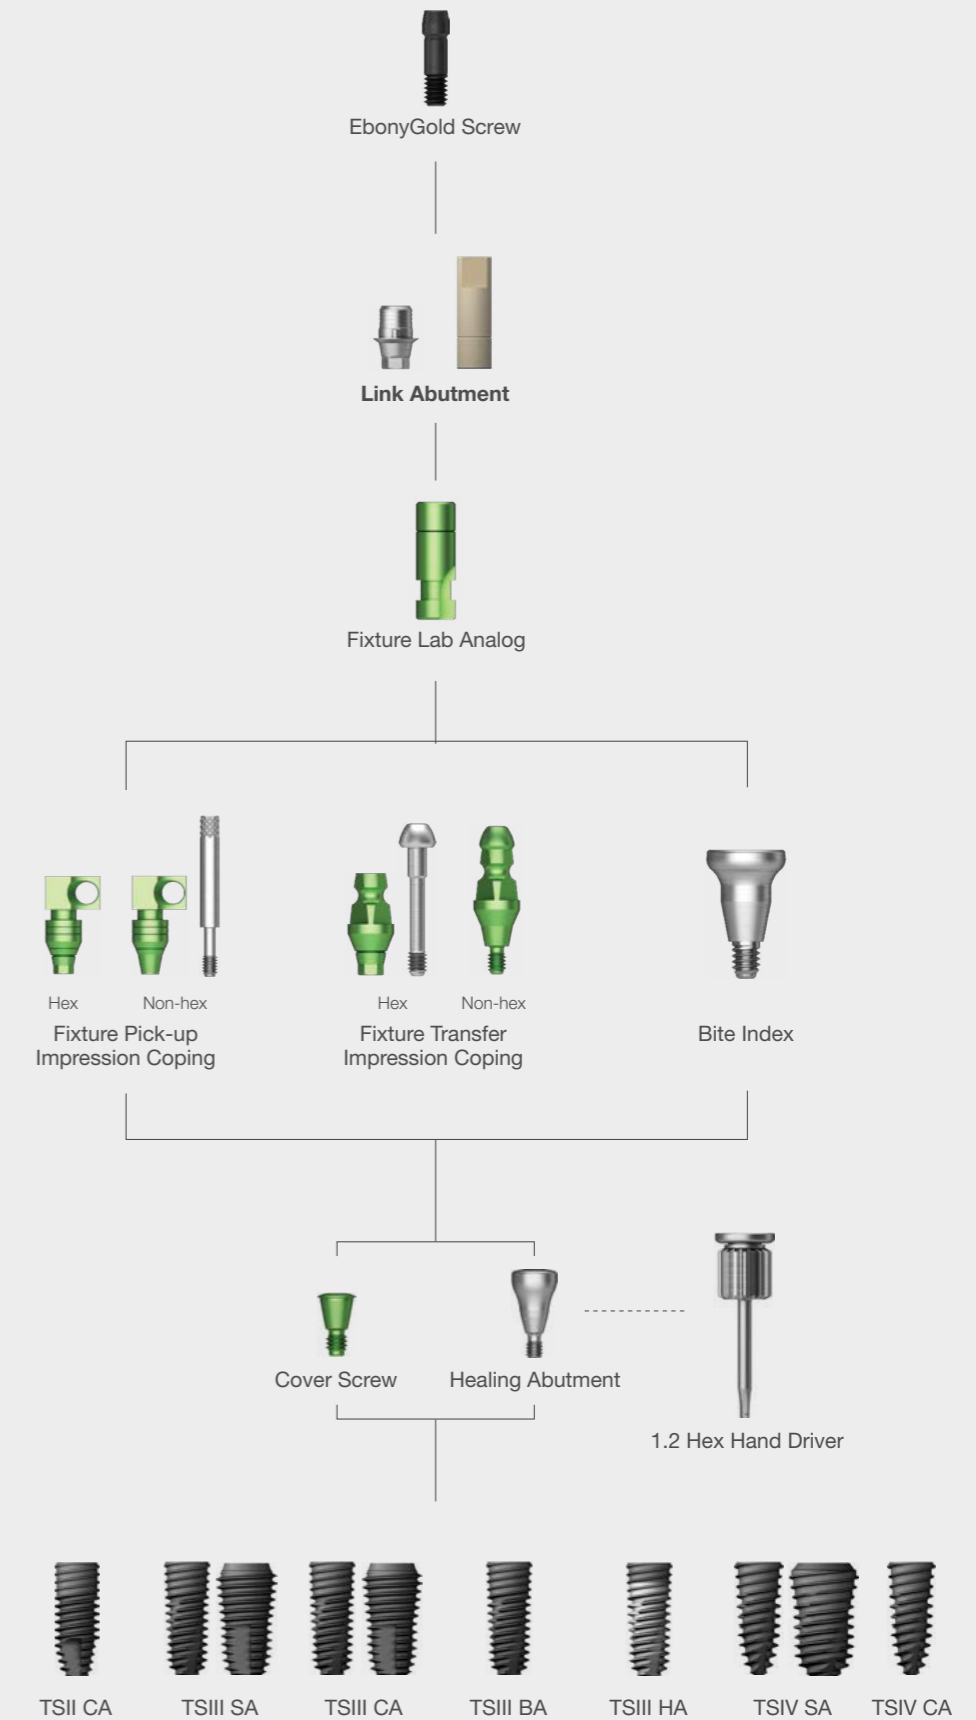 EbonyGold Screw
Link Abutment
Fixture Lab Analog
Hex
Non-hex
Fixture Pick-up
Impression Coping
Hex
Non-hex
Fixture Transfer
Impression Coping
Bite Index
Cover Screw
Healing Abutment
1.2 Hex Hand Driver
TSII CA
TSIII SA
TSIII CA
TSIII BA
TSIII HA
TSIV SA
TSIV CA